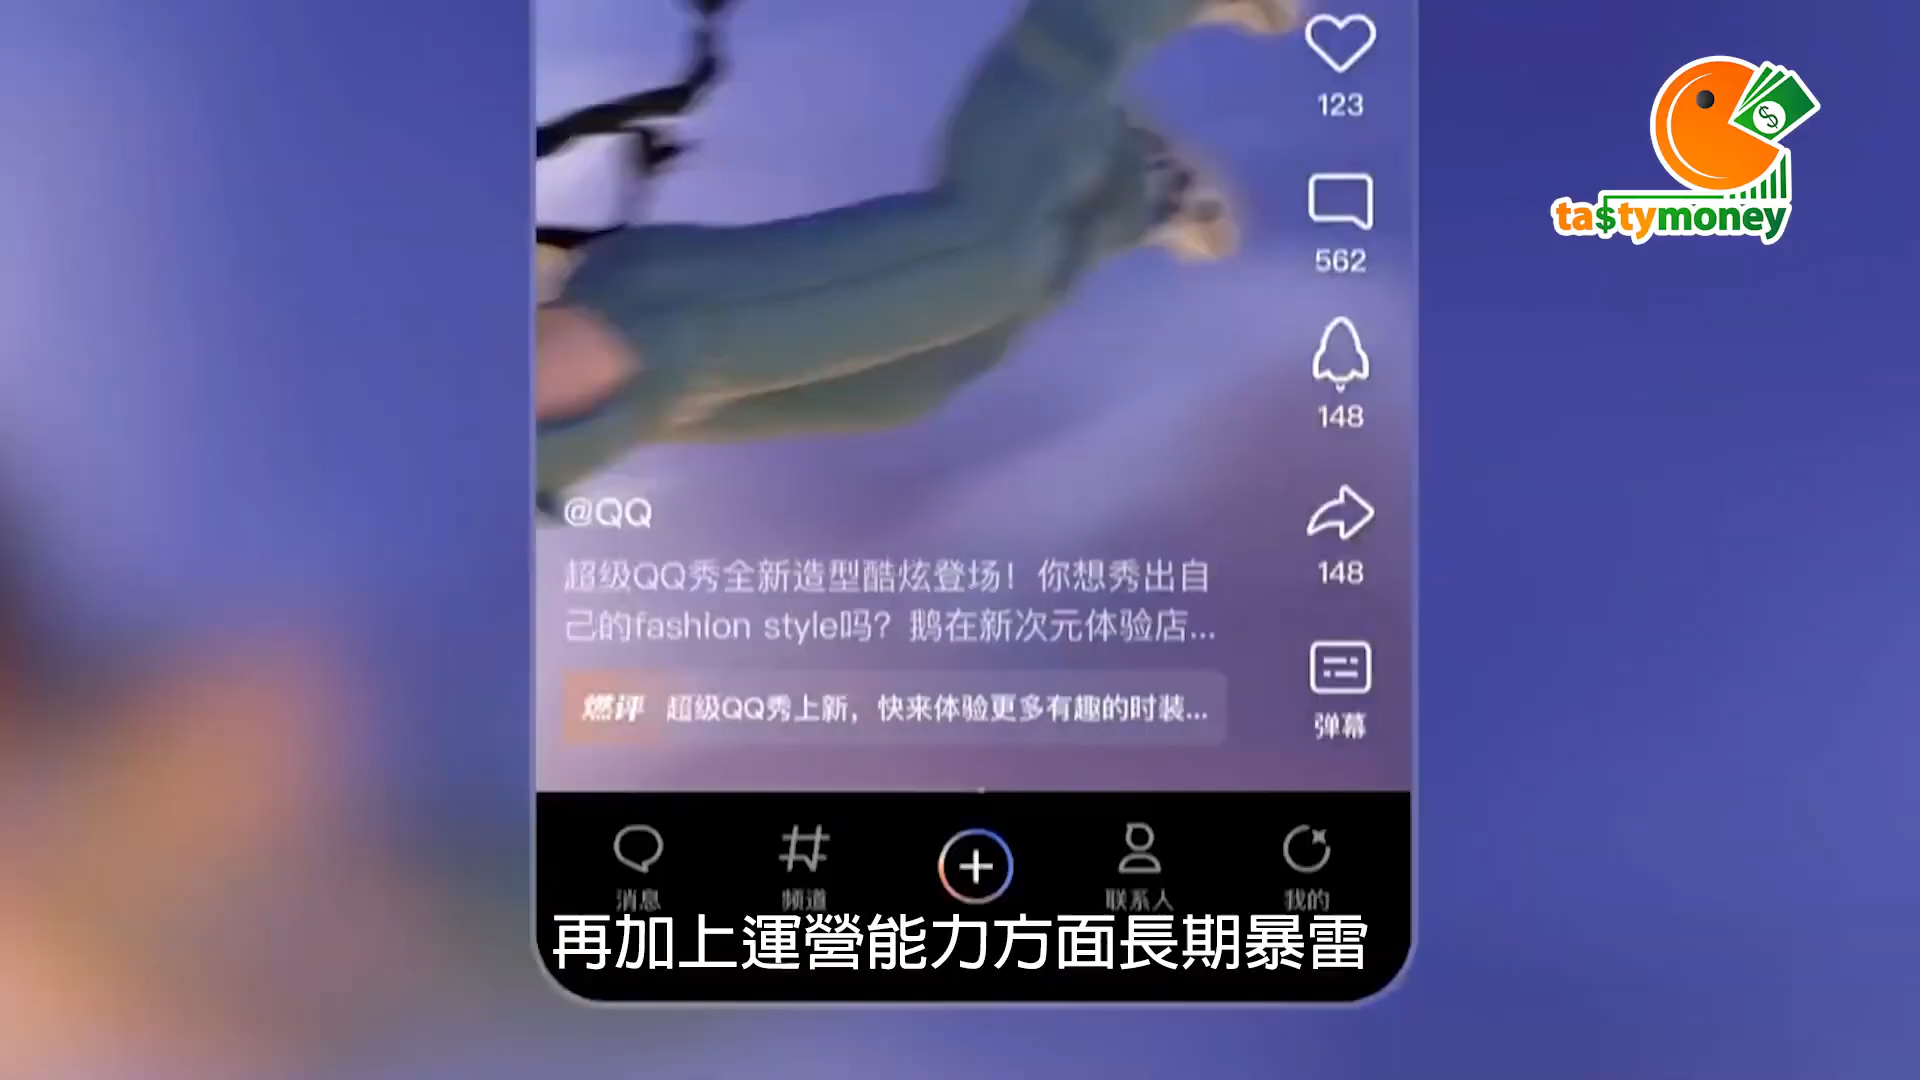 123
562
148
148
弹幕
ta$tymoney
@QQ
超级QQ秀全新造型酷炫登场！你想秀出自
己的fashion style吗？鹅在新次元体验店...
燃评 超级QQ秀上新，快来体验更多有趣的时装...
消息 频道 联系人 我的
再加上運營能力方面長期暴雷